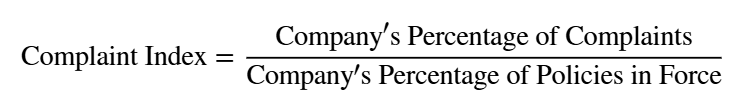 Complaint Index = Company's Percentage of Complaints / Company's Percentage of Policies in Force